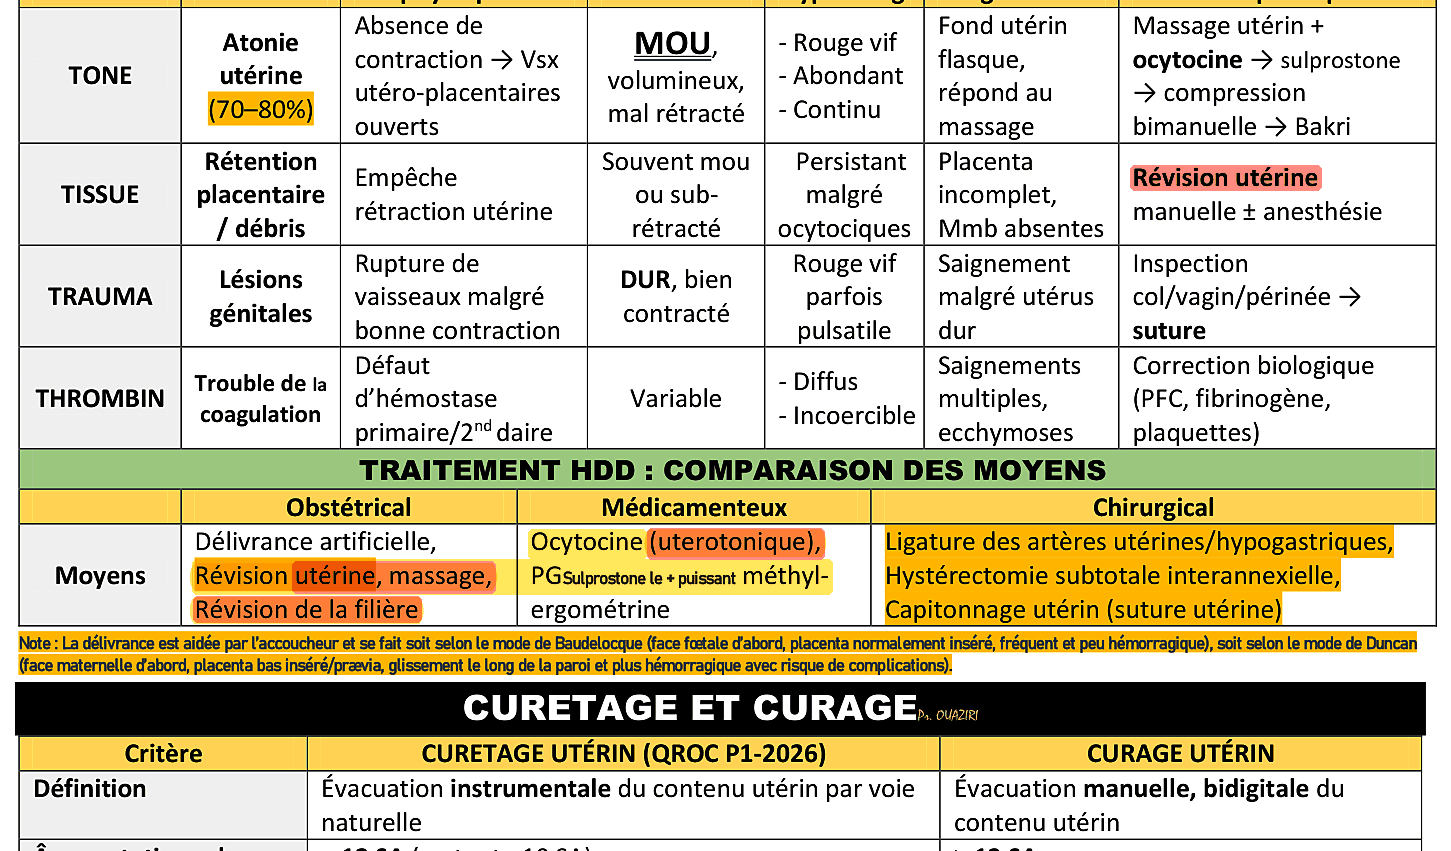 TONE
Atonie
utérine
(70–80%)
Absence de
contraction → Vsx
utéro-placentaires
ouverts
MOU,
volumineux,
mal rétracté
- Rouge vif
- Abondant
- Continu
Fond utérin
flasque,
répond au
massage
Massage utérin +
ocytocine → sulprostone
→ compression
bimanuelle → Bakri
TISSUE
Rétention
placentaire
/ débris
Empêche
rétraction utérine
Souvent mou
ou sub-
rétracté
Persistant
malgré
ocytociques
Placenta
incomplet,
Mmb absentes
Révision utérine
manuelle ± anesthésie
TRAUMA
Lésions
génitales
Rupture de
vaisseaux malgré
bonne contraction
DUR, bien
contracté
Rouge vif
parfois
pulsatile
Saignement
malgré utérus
dur
Inspection
col/vagin/périnée →
suture
THROMBIN
Trouble de la
coagulation
Défaut
d’hémostase
primaire/2nd daire
Variable
- Diffus
- Incoercible
Saignements
multiples,
ecchymoses
Correction biologique
(PFC, fibrinogène,
plaquettes)
TRAITEMENT HDD : COMPARAISON DES MOYENS
Obstétrical
Médicamenteux
Chirurgical
Moyens
Délivrance artificielle,
Révision utérine, massage,
Révision de la filière
Ocytocine (uterotonique),
PGSulprostone le + puissant méthyl-
ergométrine
Ligature des artères utérines/hypogastriques,
Hystérectomie subtotale interannexielle,
Capitonnage utérin (suture utérine)
Note : La délivrance est aidée par l’accoucheur et se fait soit selon le mode de Baudelocque (face fœtale d’abord, placenta normalement inséré, fréquent et peu hémorragique), soit selon le mode de Duncan
(face maternelle d’abord, placenta bas inséré/prævia, glissement le long de la paroi et plus hémorragique avec risque de complications).
CURETAGE ET CURAGE Pr. OUAZIRI
Critère
CURETAGE UTÉRIN (QROC P1-2026)
CURAGE UTÉRIN
Définition
Évacuation instrumentale du contenu utérin par voie
naturelle
Évacuation manuelle, bidigitale du
contenu utérin